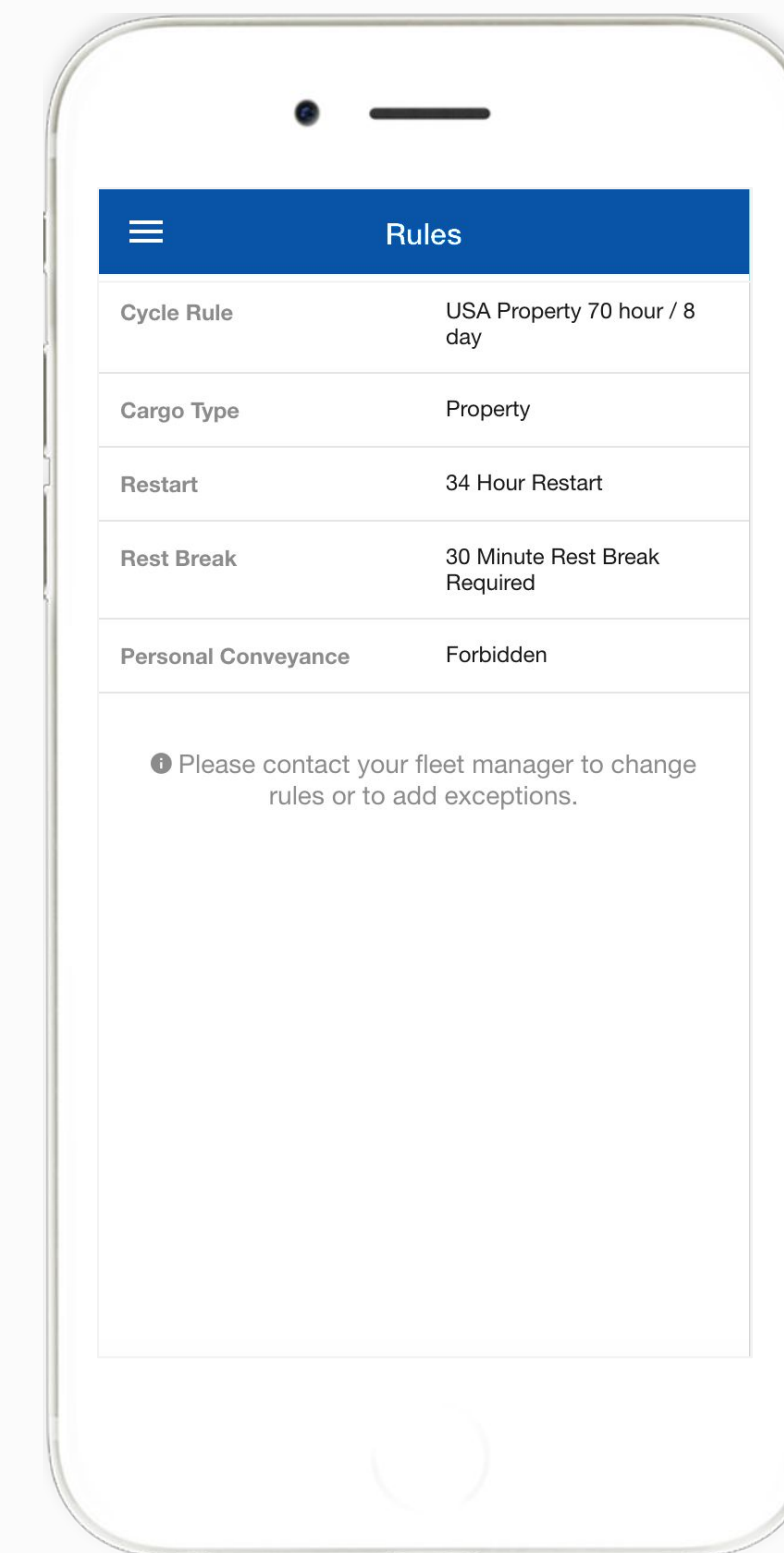 Rules
Cycle Rule
USA Property 70 hour / 8
day
Cargo Type
Property
Restart
34 Hour Restart
Rest Break
30 Minute Rest Break
Required
Personal Conveyance
Forbidden
Please contact your fleet manager to change
rules or to add exceptions.